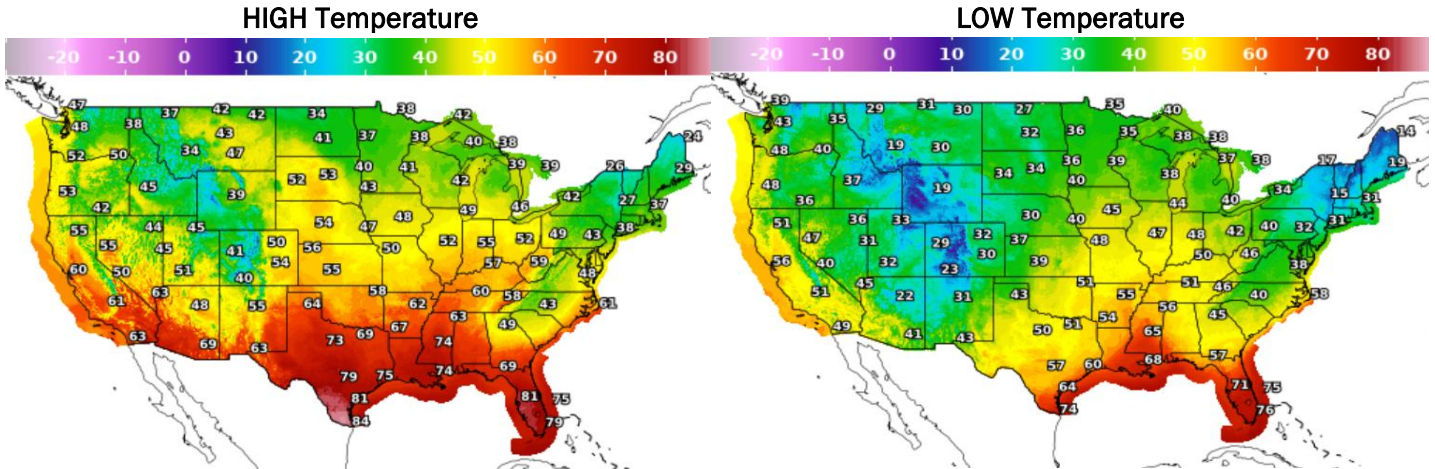 HIGH Temperature LOW Temperature
-20 -10 0 10 20 30 40 50 60 70 80 -20 -10 0 10 20 30 40 50 60 70 80
47 37 42 42 34 38 42 39 29 31 30 27 35 40
48 38 43 41 37 38 40 38 24 43 35 32 36 35 38 38 14
52 50 34 47 40 41 39 39 26 29 48 40 19 30 34 34 36 39 37 38 17 19
53 45 39 52 53 43 42 46 42 27 37 48 37 19 40 38 40 34 15 31
42 54 47 48 49 49 43 38 36 30 40 45 44 42 40 32 31
55 55 44 45 45 41 50 54 56 50 52 55 52 57 59 48 51 47 36 31 33 29 32 30 37 48 47 48 50 46 38
60 50 51 40 55 58 60 58 61 56 40 32 23 39 51 51 46 58
61 63 48 55 64 62 63 43 51 45 22 31 43 55 56 40
63 69 63 73 69 67 74 49 49 41 43 50 51 54 65 45
79 75 74 69 57 60 68 57
81 81 75 64 71 75
84 79 74 76